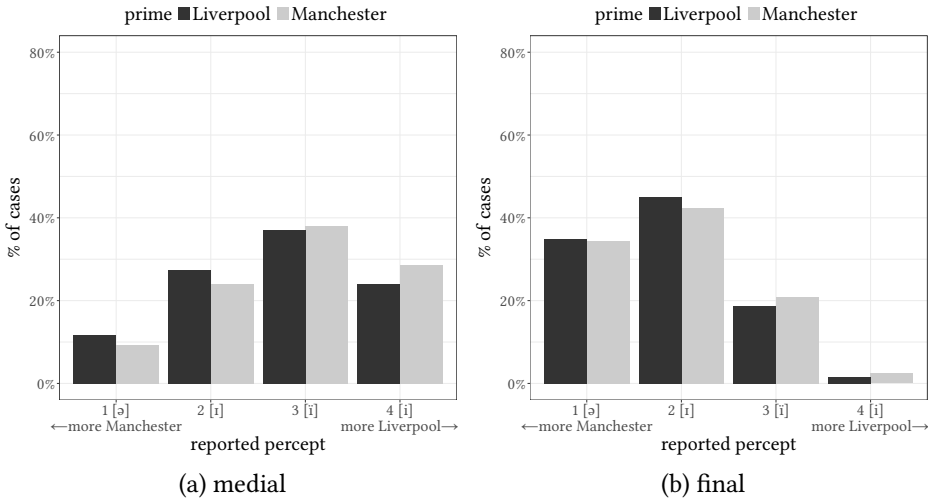 prime Liverpool Manchester
80%
60%
40%
20%
0%
% of cases
1 [ə] 2 [ɪ] 3 [ï] 4 [i]
←more Manchester more Liverpool→
reported percept
(a) medial
prime Liverpool Manchester
80%
60%
40%
20%
0%
% of cases
1 [ə] 2 [ɪ] 3 [ï] 4 [i]
←more Manchester more Liverpool→
reported percept
(b) final